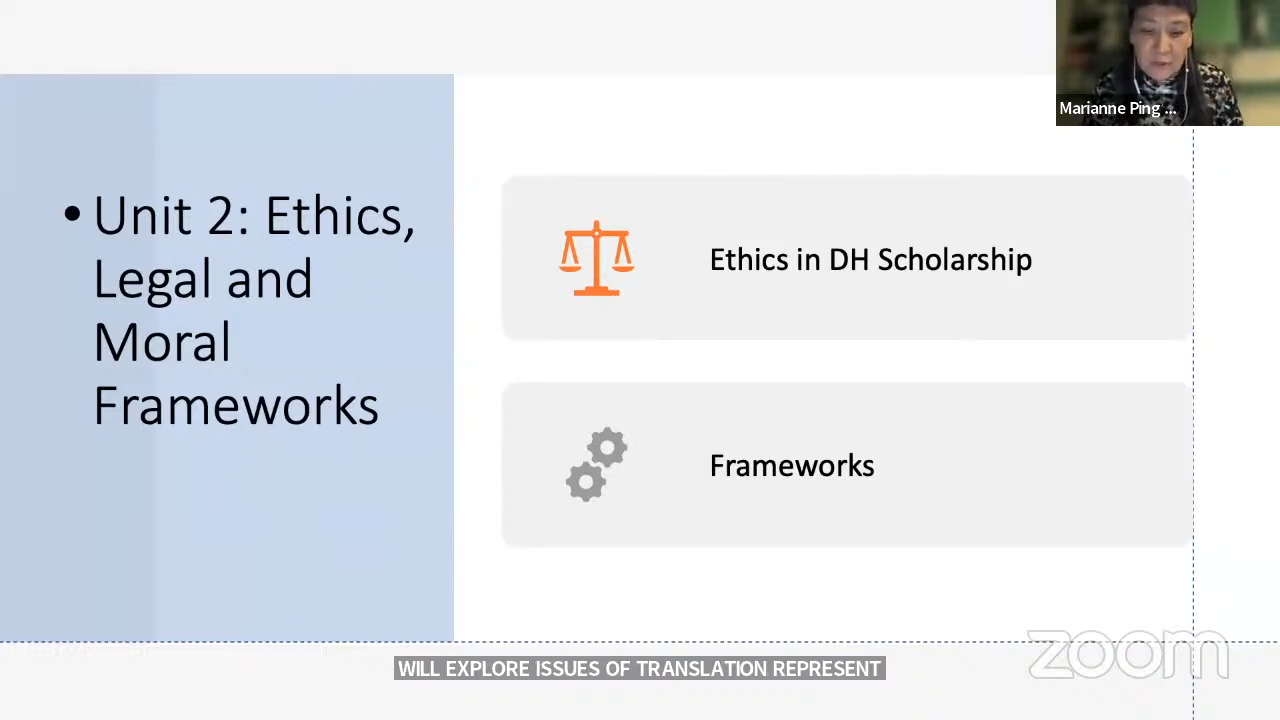 Marianne Ping ...
• Unit 2: Ethics,
Legal and
Moral
Frameworks
Ethics in DH Scholarship
Frameworks
WILL EXPLORE ISSUES OF TRANSLATION REPRESENT
zoom